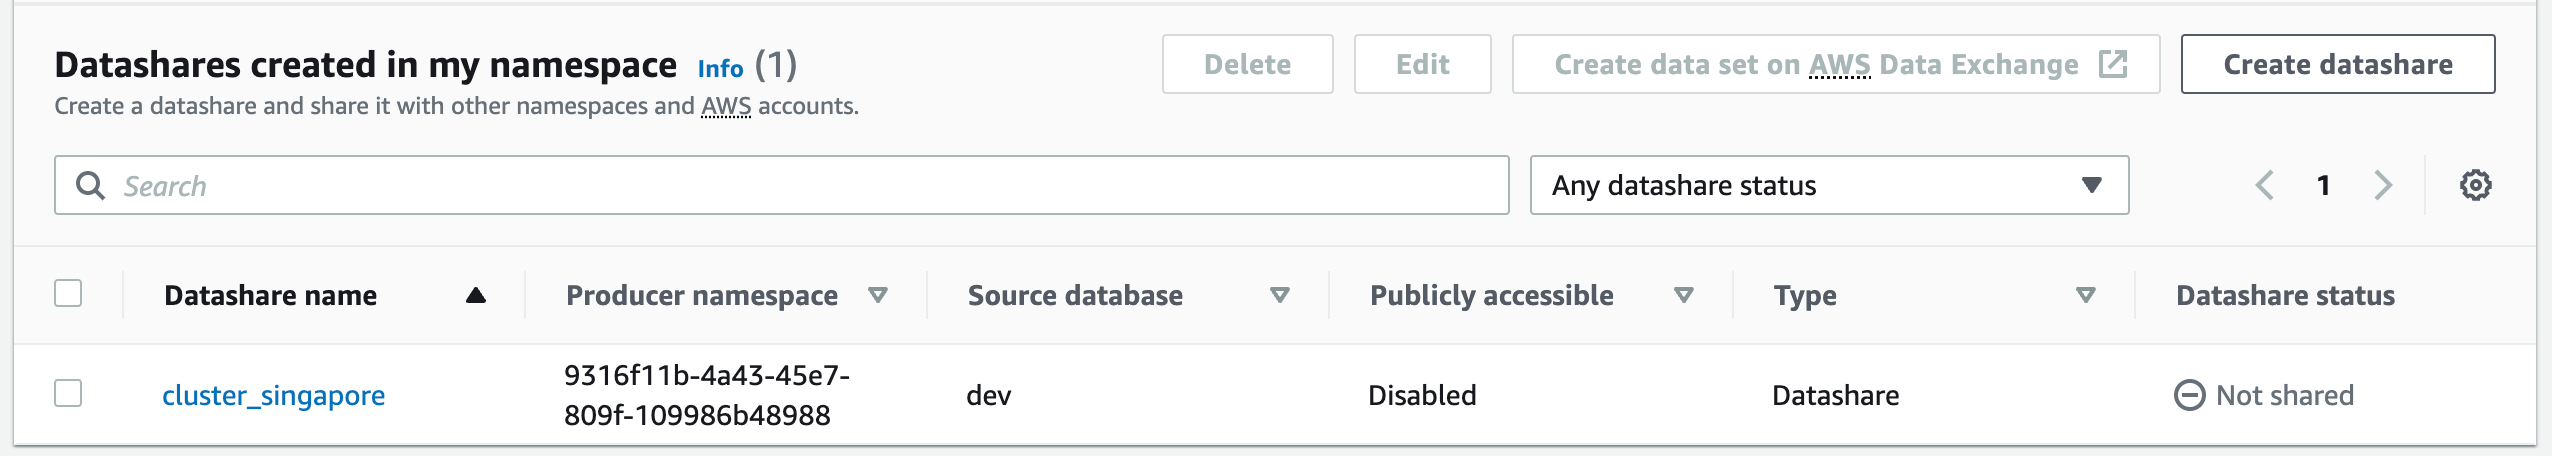 Datashares created in my namespace Info (1)
Delete
Edit
Create data set on AWS Data Exchange
Create datashare
Create a datashare and share it with other namespaces and AWS accounts.
Search
Any datashare status
1
Datashare name
Producer namespace
Source database
Publicly accessible
Type
Datashare status
cluster_singapore
9316f11b-4a43-45e7-
809f-109986b48988
dev
Disabled
Datashare
Not shared